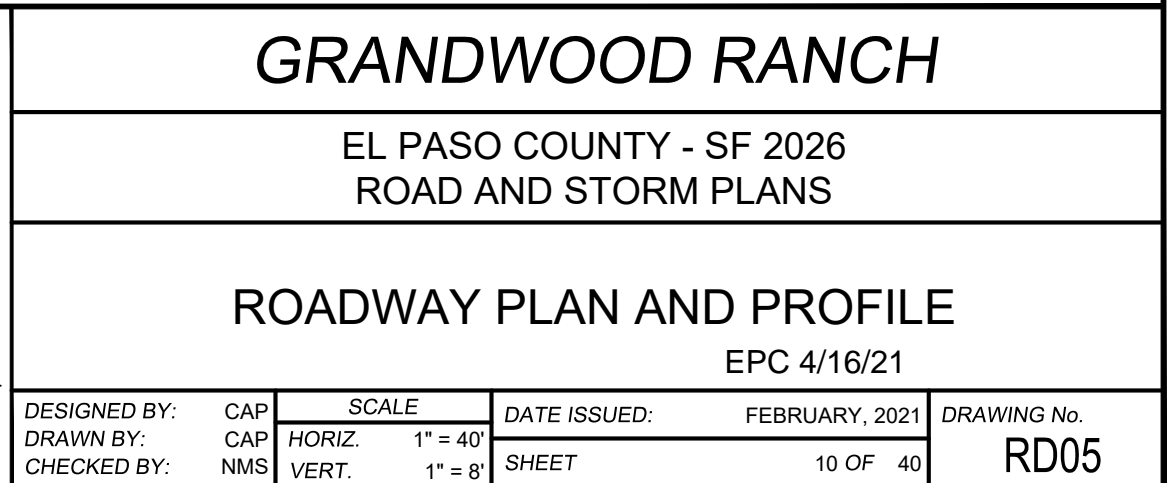 GRANDWOOD RANCH
EL PASO COUNTY - SF 2026
ROAD AND STORM PLANS
ROADWAY PLAN AND PROFILE
EPC 4/16/21
DESIGNED BY: CAP
DRAWN BY: CAP
CHECKED BY: NMS
SCALE
HORIZ. 1" = 40'
VERT. 1" = 8'
DATE ISSUED: FEBRUARY, 2021
SHEET 10 OF 40
DRAWING No.
RD05